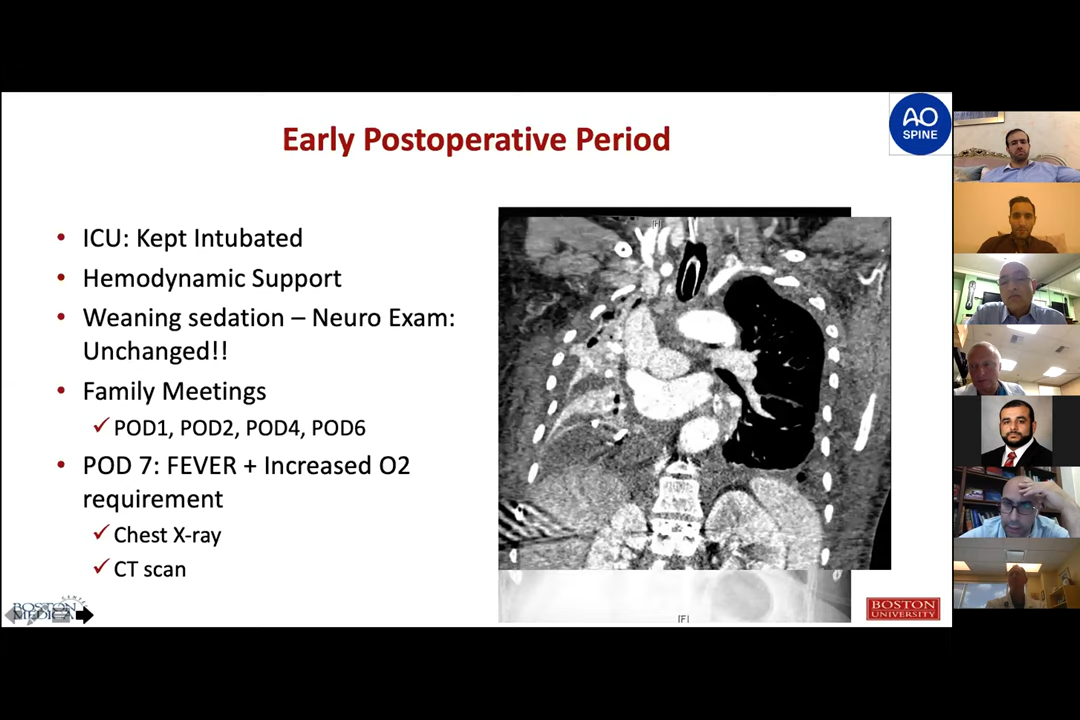 Early Postoperative Period
AO
SPINE
• ICU: Kept Intubated
• Hemodynamic Support
• Weaning sedation – Neuro Exam:
Unchanged!!
• Family Meetings
✓POD1, POD2, POD4, POD6
• POD 7: FEVER + Increased O2
requirement
✓Chest X-ray
✓CT scan
[H]
[F]
BOSTON
UNIVERSITY